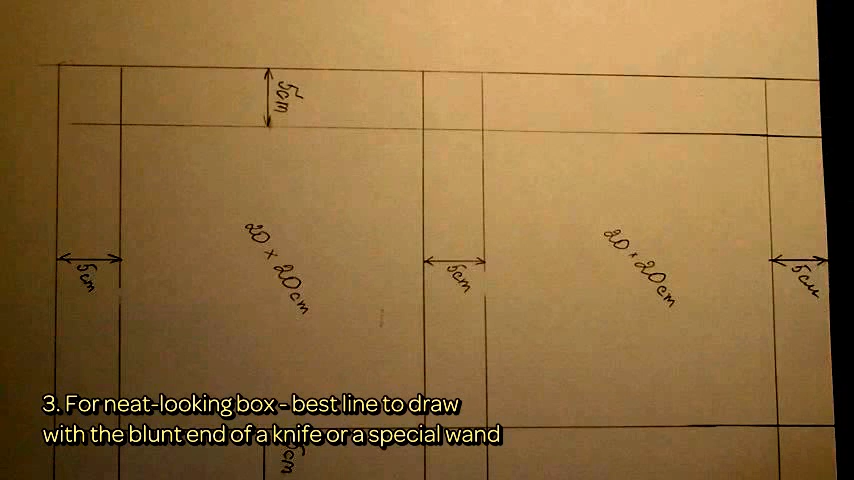 5cm
20 × 20cm
20 × 20cm
5cm
5cm
5см
3. For neat-looking box - best line to draw
with the blunt end of a knife or a special wand
5cm